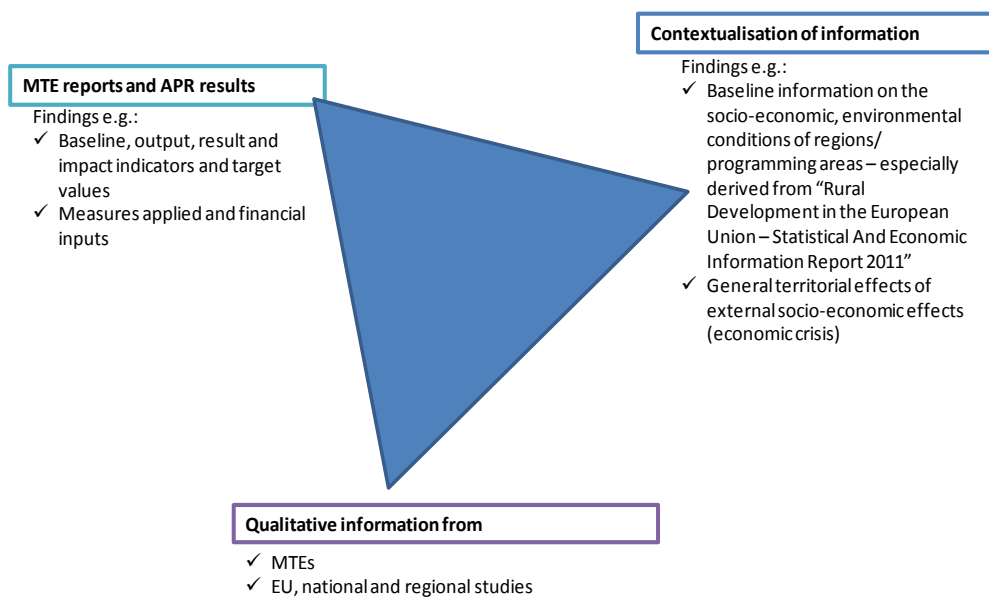 MTE reports and APR results
Findings e.g.:
✓ Baseline, output, result and
impact indicators and target
values
✓ Measures applied and financial
inputs
Contextualisation of information
Findings e.g.:
✓ Baseline information on the
socio-economic, environmental
conditions of regions/
programming areas – especially
derived from “Rural
Development in the European
Union – Statistical And Economic
Information Report 2011”
✓ General territorial effects of
external socio-economic effects
(economic crisis)
Qualitative information from
✓ MTEs
✓ EU, national and regional studies